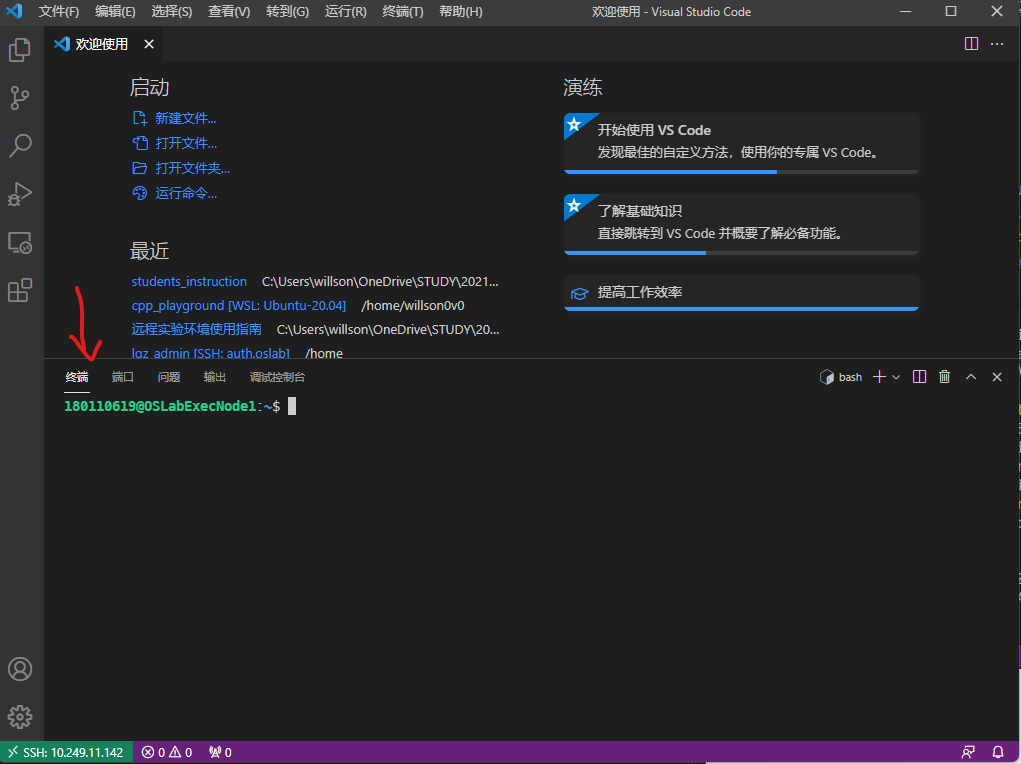 文件(F) 编辑(E) 选择(S) 查看(V) 转到(G) 运行(R) 终端(T) 帮助(H) 欢迎使用 - Visual Studio Code
欢迎使用
启动
新建文件...
打开文件...
打开文件夹...
运行命令...
最近
students_instruction C:\Users\willson\OneDrive\STUDY\2021...
cpp_playground [WSL: Ubuntu-20.04] /home/willson0v0
远程实验环境使用指南 C:\Users\willson\OneDrive\STUDY\20...
lgz_admin [SSH: auth.oslab] /home
演练
开始使用 VS Code
发现最佳的自定义方法，使用你的专属 VS Code。
了解基础知识
直接跳转到 VS Code 并概要了解必备功能。
提高工作效率
终端 端口 问题 输出 调试控制台 bash
180110619@OSLabExecNode1:~$
SSH: 10.249.11.142 0 0 0